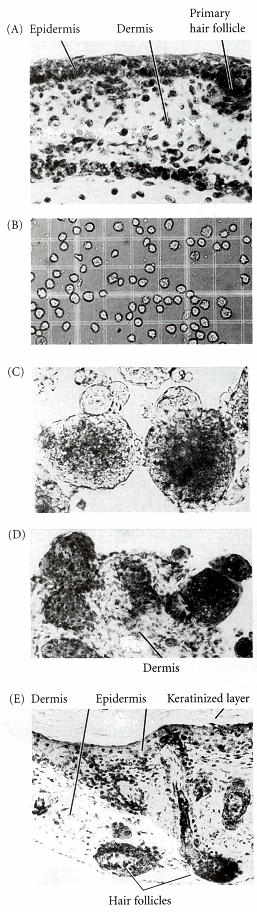 Primary
(A) Epidermis Dermis hair follicle
(B)
(C)
(D)
Dermis
(E) Dermis Epidermis Keratinized layer
Hair follicles